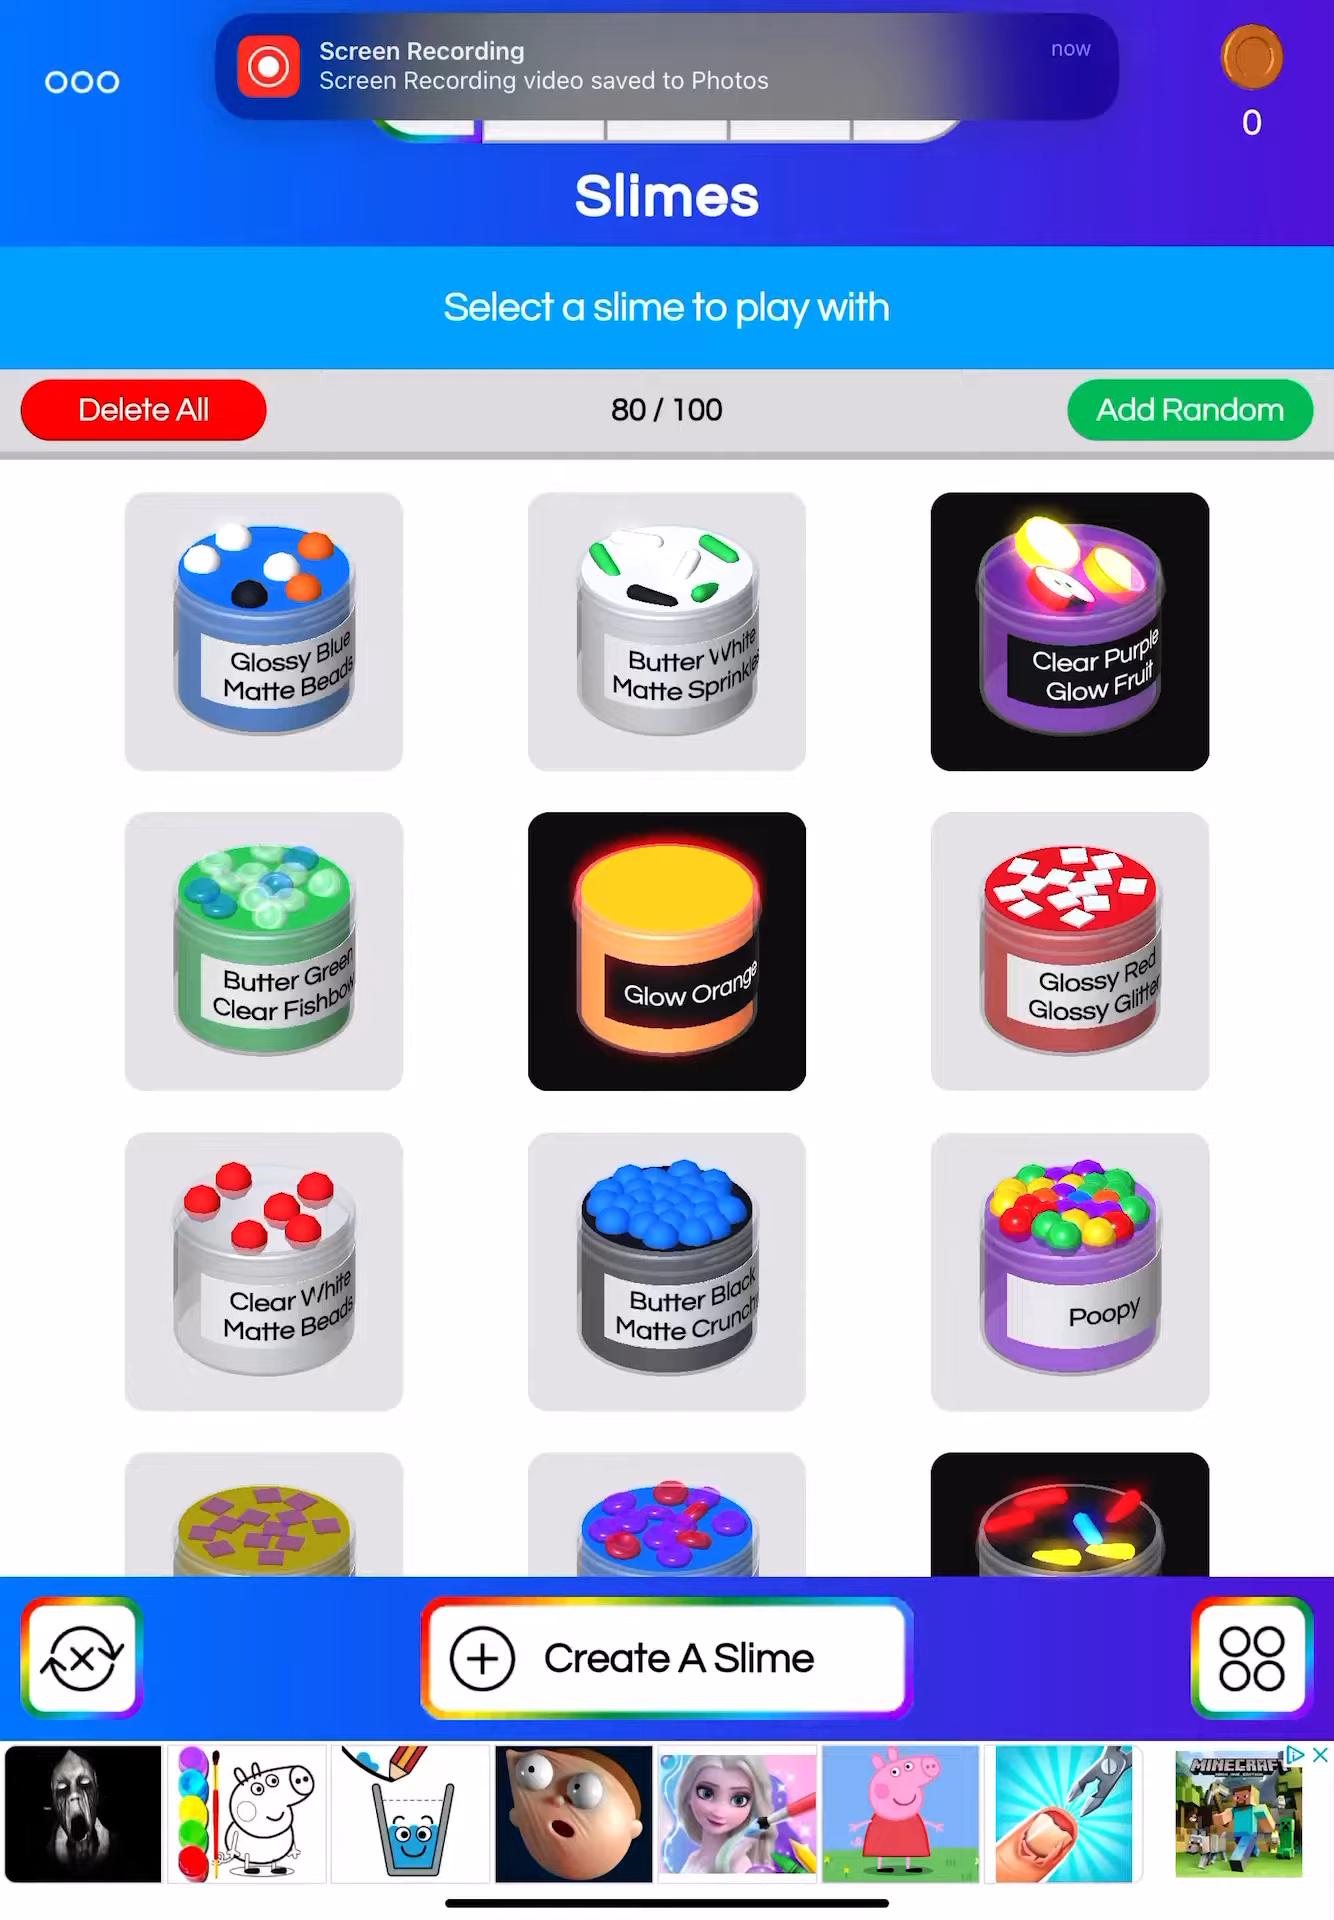 Screen Recording
now
Screen Recording video saved to Photos
0
Slimes
Select a slime to play with
Delete All
80 / 100
Add Random
Glossy Blue
Matte Beads
Butter White
Matte Sprinkles
Clear Purple
Glow Fruit
Butter Green
Clear Fishbowl
Glow Orange
Glossy Red
Glossy Glitter
Clear White
Matte Beads
Butter Black
Matte Crunchy
Poopy
Create A Slime
MINECRAFT